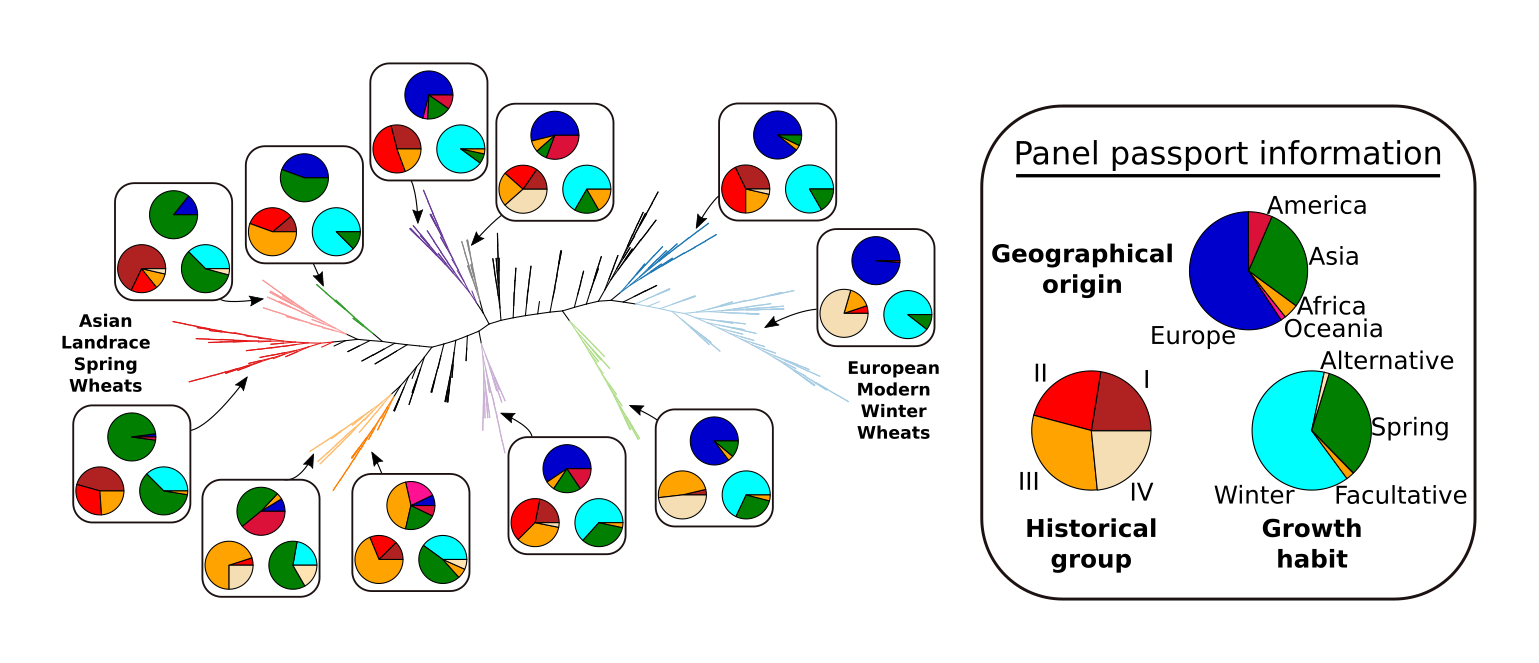 Asian
Landrace
Spring
Wheats
European
Modern
Winter
Wheats
Panel passport information
Geographical
origin
America
Asia
Africa
Oceania
Europe
II
I
III
IV
Historical
group
Alternative
Spring
Winter
Facultative
Growth
habit